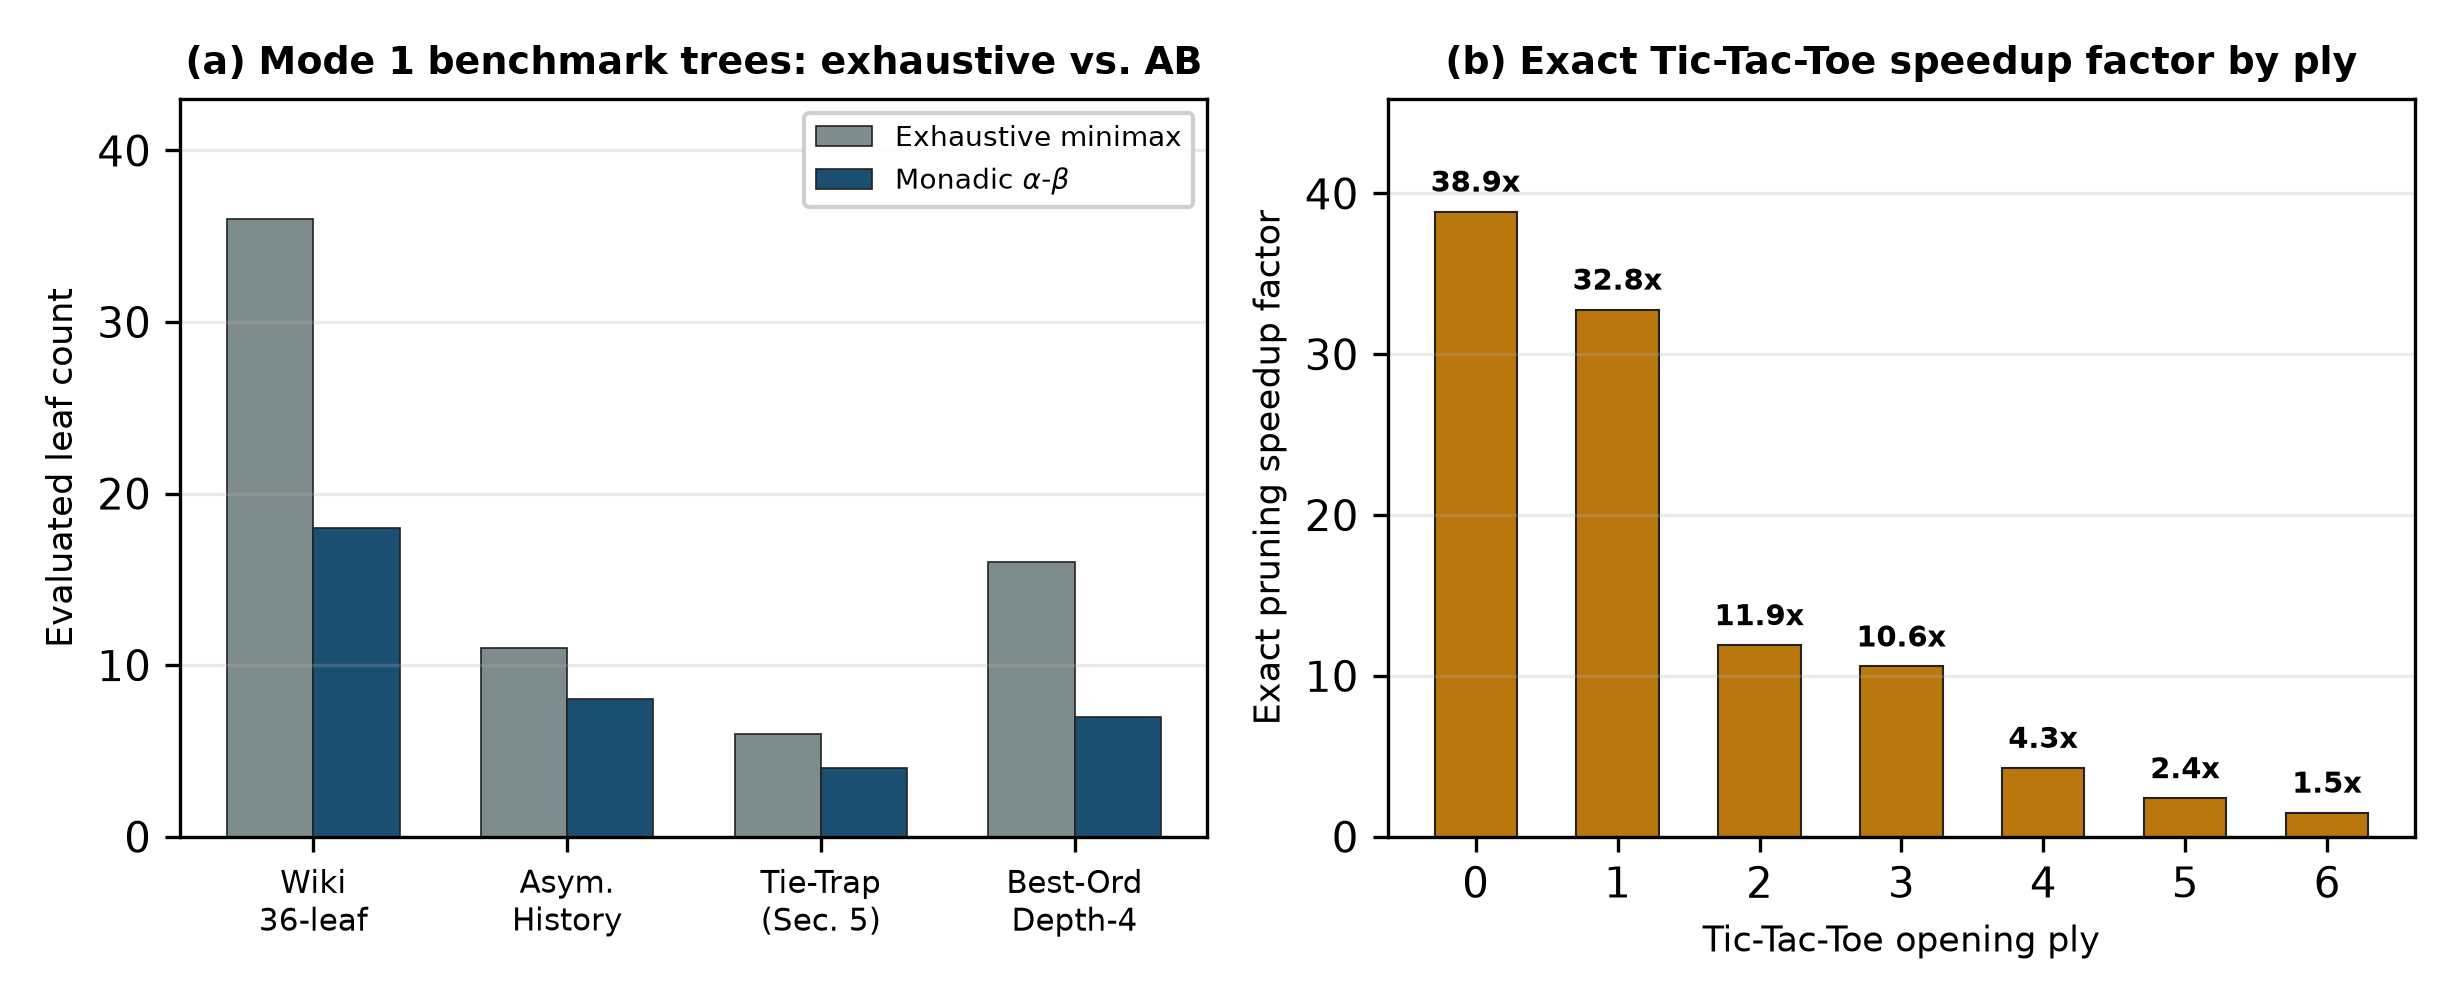 (a) Mode 1 benchmark trees: exhaustive vs. AB
Evaluated leaf count
40
30
20
10
0
Exhaustive minimax
Monadic α-β
Wiki
36-leaf
Asym.
History
Tie-Trap
(Sec. 5)
Best-Ord
Depth-4
(b) Exact Tic-Tac-Toe speedup factor by ply
Exact pruning speedup factor
40
30
20
10
0
38.9x
32.8x
11.9x
10.6x
4.3x
2.4x
1.5x
0 1 2 3 4 5 6
Tic-Tac-Toe opening ply